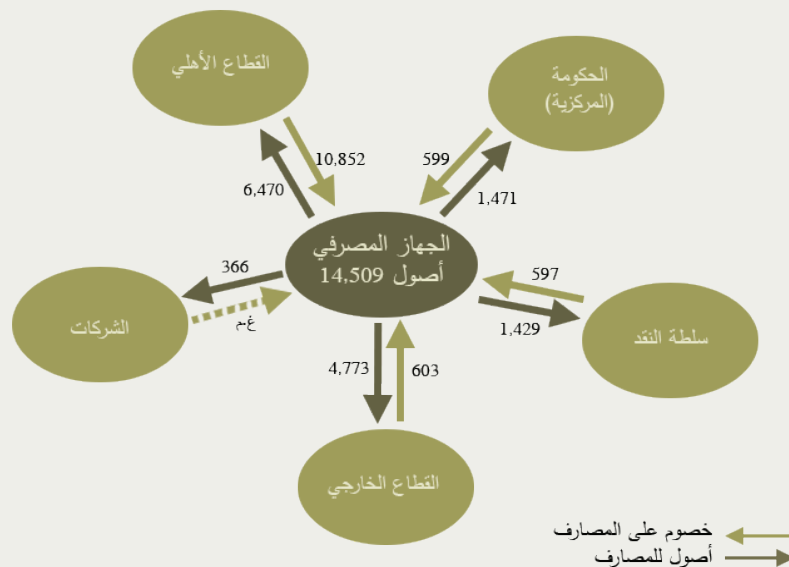 القطاع الأهلي
الحكومة
(المركزية)
10,852
599
6,470
1,471
الجهاز المصرفي
أصول 14,509
366
597
الشركات
غ.م
1,429
سلطة النقد
4,773
603
القطاع الخارجي
خصوم على المصارف
أصول للمصارف